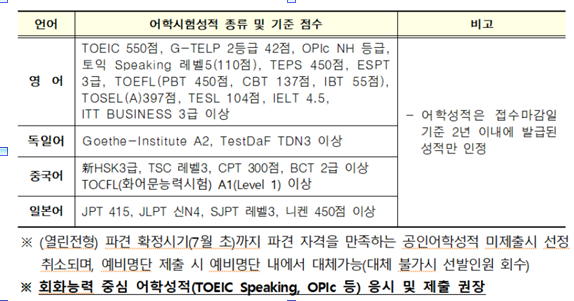 언어 어학시험성적 종류 및 기준 점수 비고
영 어
TOEIC 550점, G-TELP 2등급 42점, OPIc NH 등급,
토익 Speaking 레벨5(110점), TEPS 450점, ESPT
3급, TOEFL(PBT 450점, CBT 137점, IBT 55점),
TOSEL(A)397점, TESL 104점, IELT 4.5,
ITT BUSINESS 3급 이상
독일어 Goethe-Institute A2, TestDaF TDN3 이상
중국어
新HSK3급, TSC 레벨3, CPT 300점, BCT 2급 이상
TOCFL(화어문능력시험) A1(Level 1) 이상
일본어 JPT 415, JLPT 신N4, SJPT 레벨3, 니켄 450점 이상
- 어학성적은 접수마감일
기준 2년 이내에 발급된
성적만 인정
※ (열린전형) 파견 확정시기(7월 초)까지 파견 자격을 만족하는 공인어학성적 미제출시 선정
취소되며, 예비명단 제출 시 예비명단 내에서 대체가능(대체 불가시 선발인원 회수)
※ 회화능력 중심 어학성적(TOEIC Speaking, OPIc 등) 응시 및 제출 권장